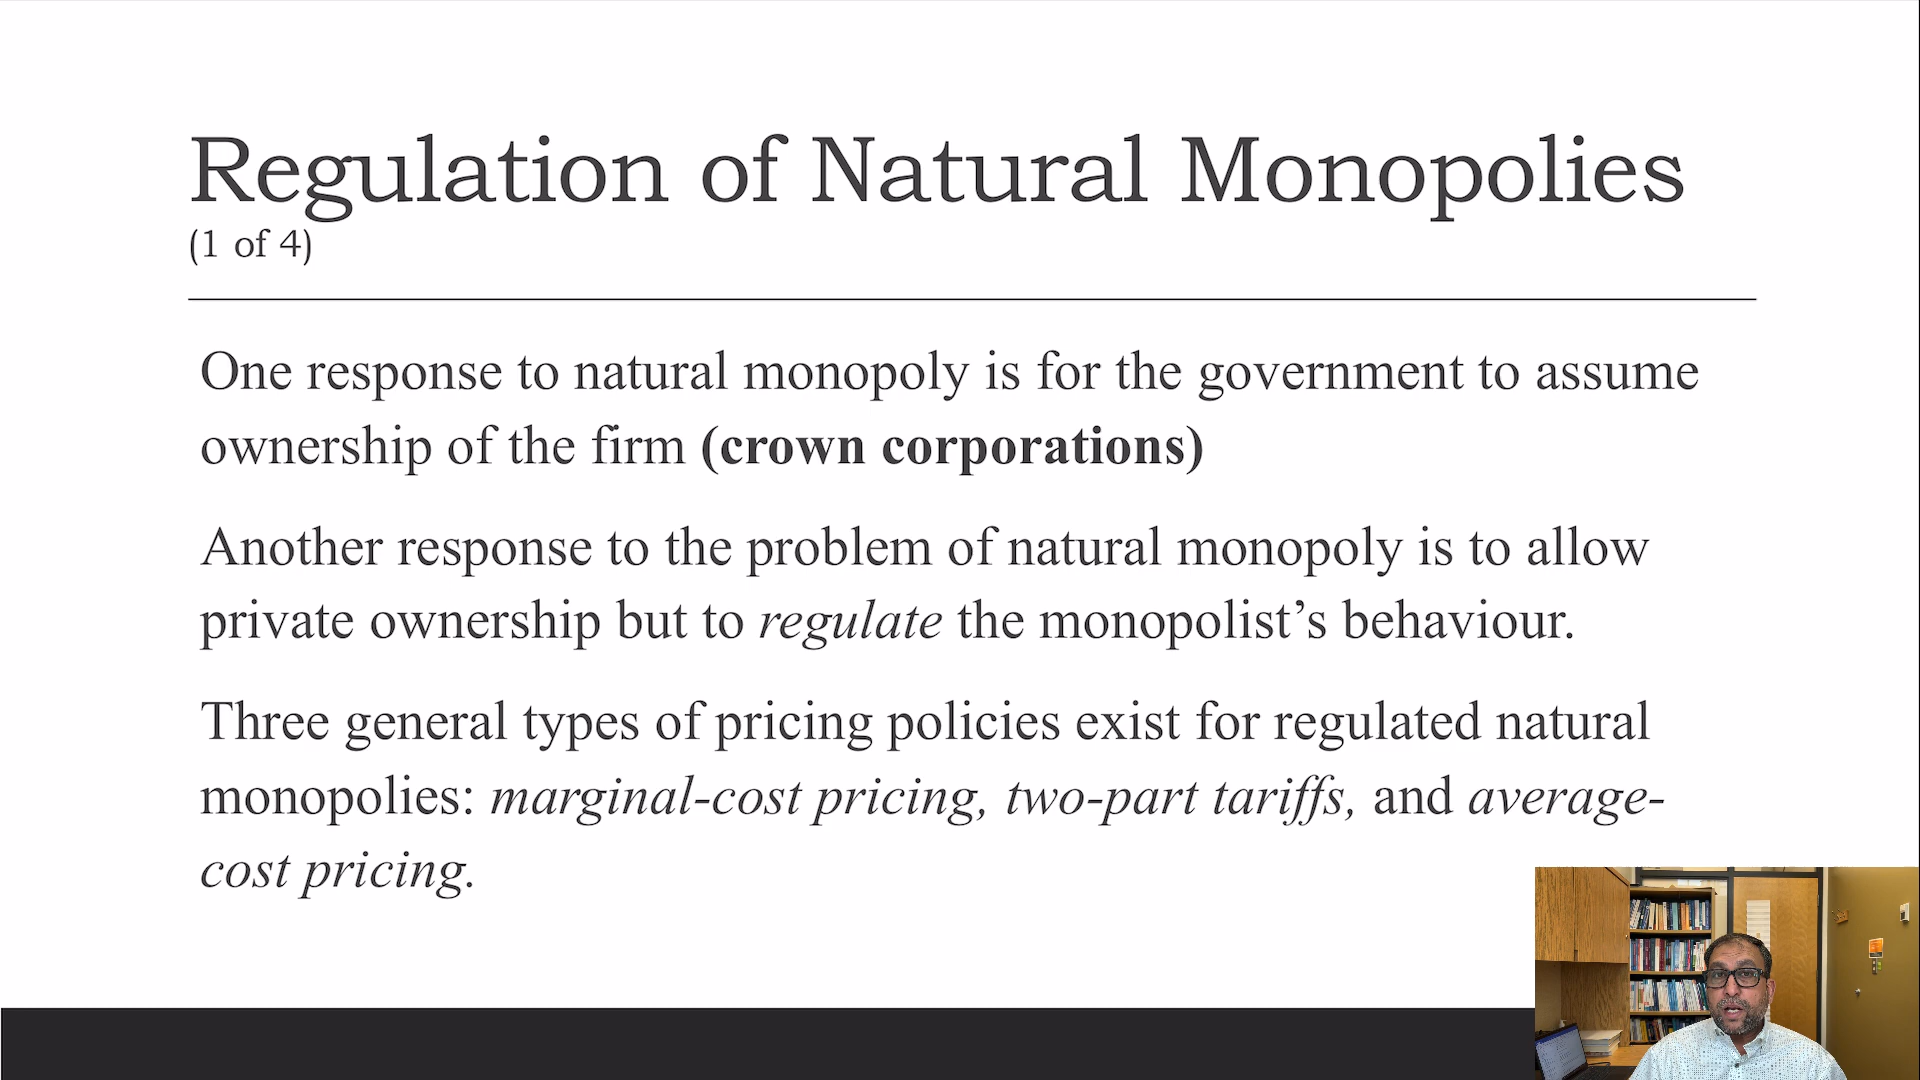 Regulation of Natural Monopolies
(1 of 4)
One response to natural monopoly is for the government to assume
ownership of the firm (crown corporations)
Another response to the problem of natural monopoly is to allow
private ownership but to regulate the monopolist’s behaviour.
Three general types of pricing policies exist for regulated natural
monopolies: marginal-cost pricing, two-part tariffs, and average-
cost pricing.